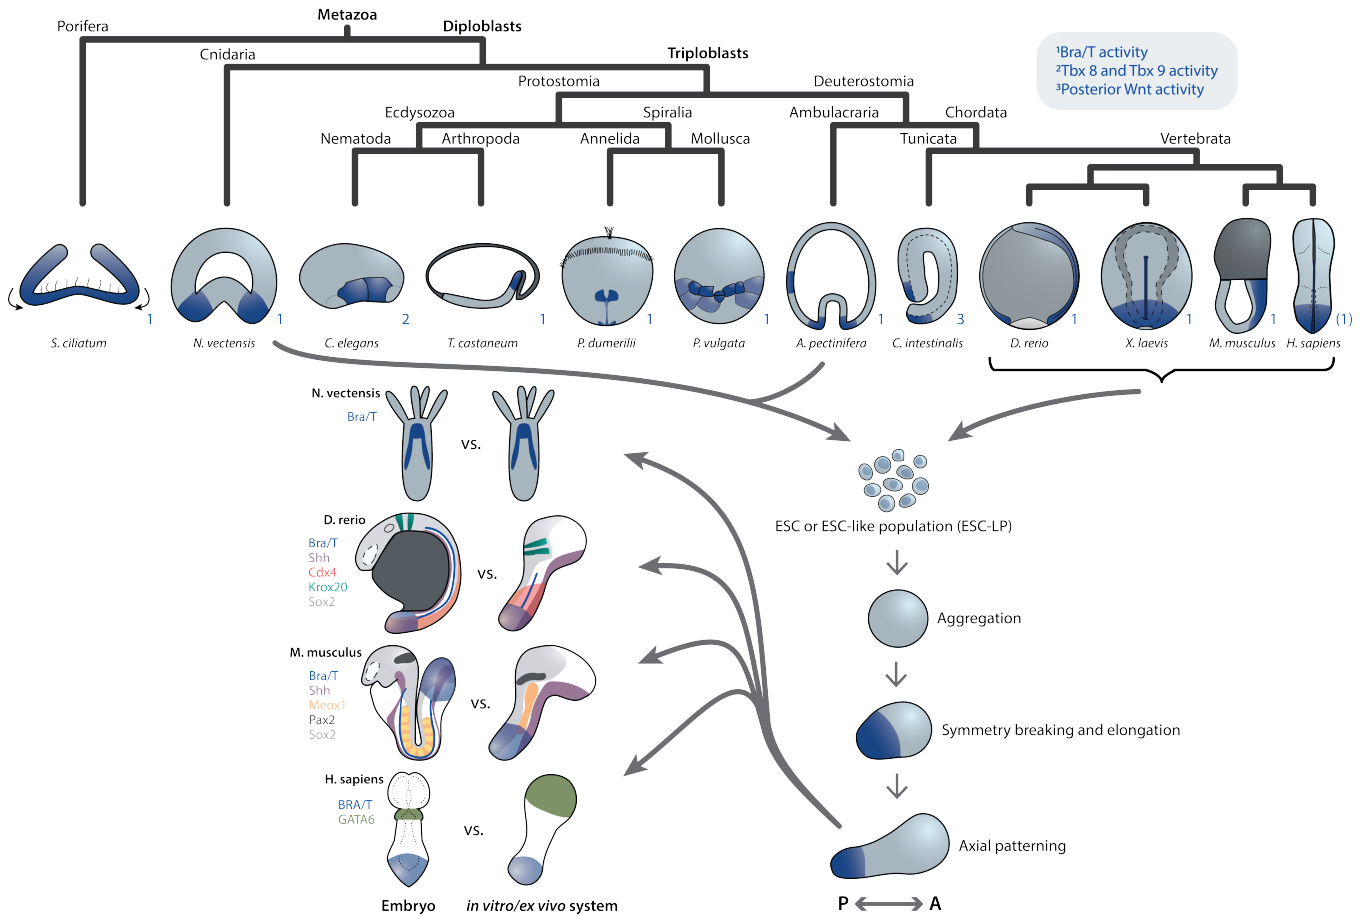 Metazoa
Porifera
Diploblasts
Cnidaria
Triploblasts
Protostomia
Deuterostomia
Ecdysozoa
Spiralia
Ambulacraria
Chordata
Nematoda
Arthropoda
Annelida
Mollusca
Tunicata
Vertebrata
¹Bra/T activity
²Tbx 8 and Tbx 9 activity
³Posterior Wnt activity
1
1
2
1
1
1
1
3
1
1
1
(1)
S. ciliatum
N. vectensis
C. elegans
T. castaneum
P. dumerilii
P. vulgata
A. pectinifera
C. intestinalis
D. rerio
X. laevis
M. musculus
H. sapiens
N. vectensis
Bra/T
vs.
D. rerio
Bra/T
Shh
Cdx4
Krox20
Sox2
vs.
M. musculus
Bra/T
Shh
Meox1
Pax2
Sox2
vs.
H. sapiens
BRA/T
GATA6
vs.
Embryo
in vitro/ex vivo system
ESC or ESC-like population (ESC-LP)
Aggregation
Symmetry breaking and elongation
Axial patterning
P
A